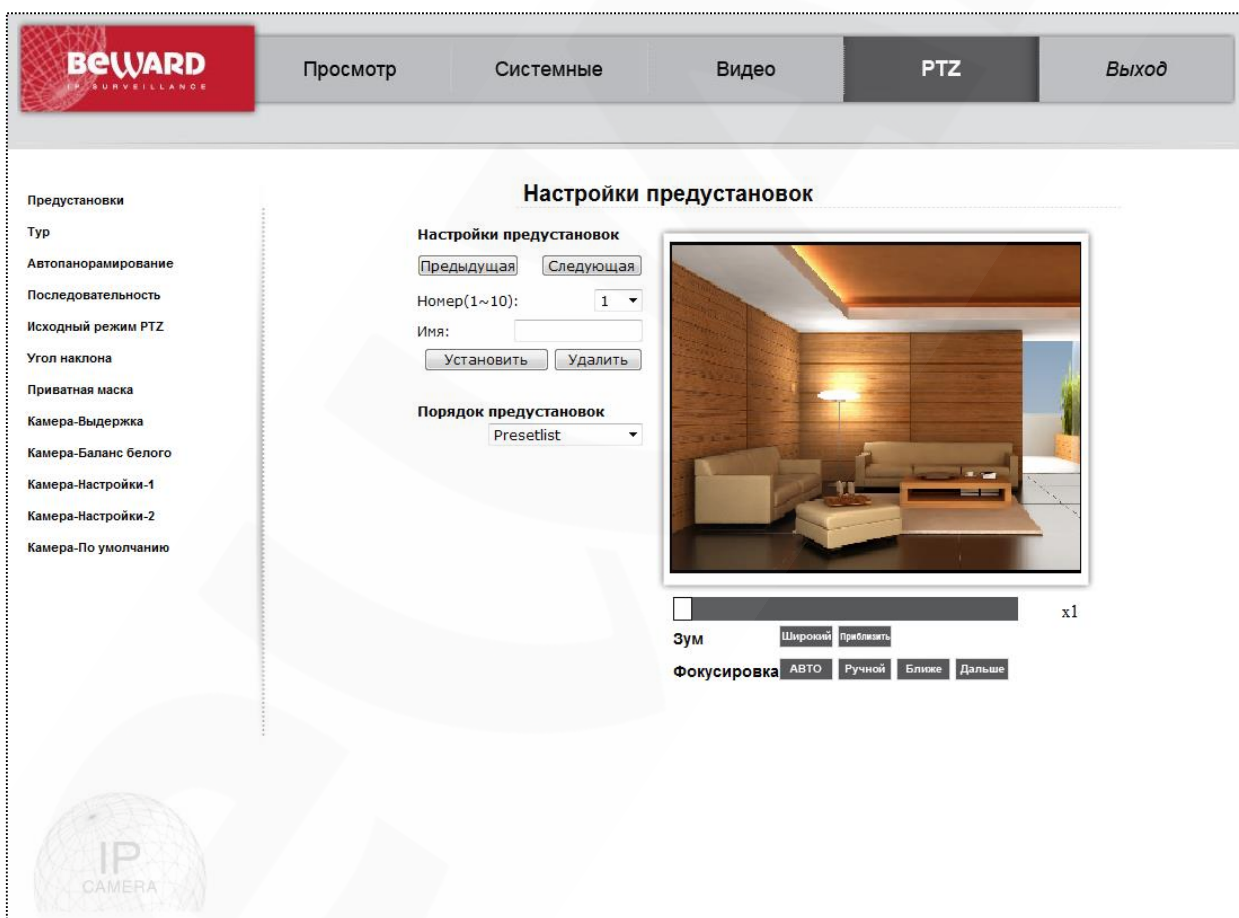 BEWARD
IP SURVEILLANCE
Просмотр
Системные
Видео
PTZ
Выход
Предустановки
Тур
Автопанорамирование
Последовательность
Исходный режим PTZ
Угол наклона
Приватная маска
Камера-Выдержка
Камера-Баланс белого
Камера-Настройки-1
Камера-Настройки-2
Камера-По умолчанию
Настройки предустановок
Настройки предустановок
Предыдущая Следующая
Номер(1~10): 1
Имя:
Установить Удалить
Порядок предустановок
Presetlist
x1
Зум Широкий Приблизить
Фокусировка АВТО Ручной Ближе Дальше
IP
CAMERA